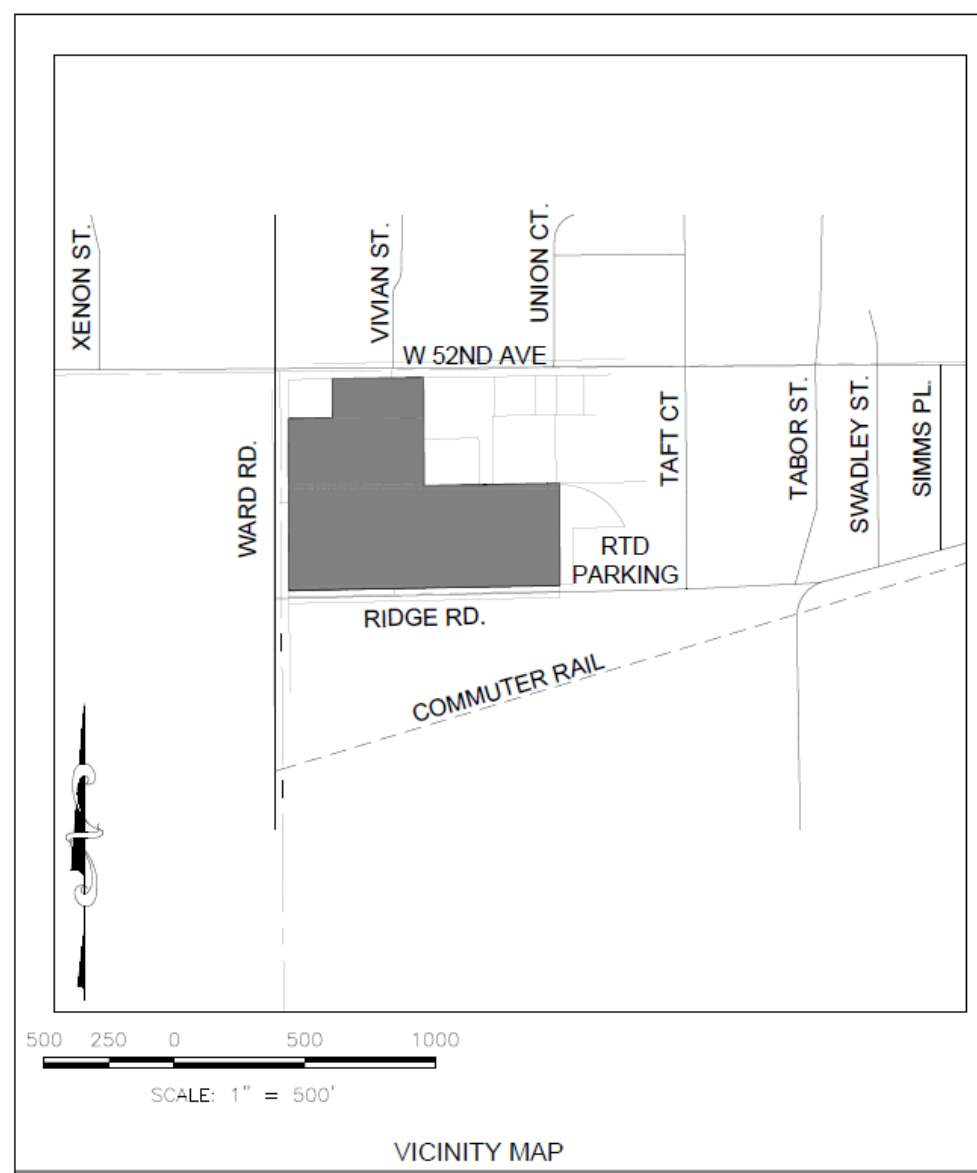 XENON ST.
VIVIAN ST.
UNION CT.
W 52ND AVE
WARD RD.
TAFT CT
TABOR ST.
SWADLEY ST.
SIMMS PL.
RTD
PARKING
RIDGE RD.
COMMUTER RAIL
500 250 0 500 1000
SCALE: 1" = 500'
VICINITY MAP